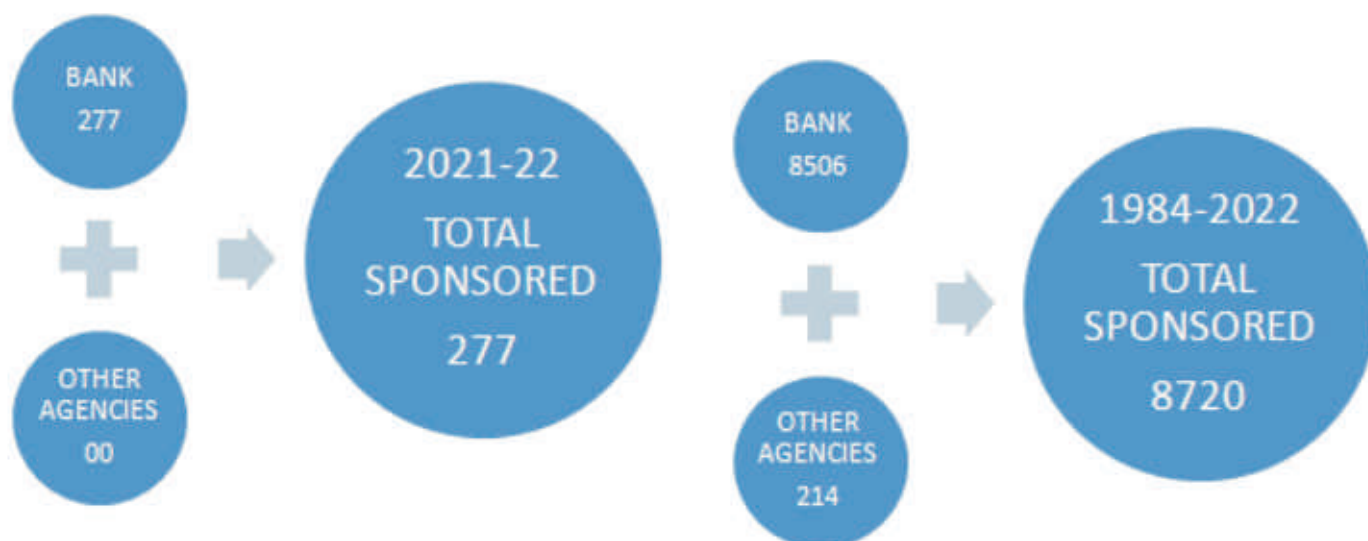 BANK
277
OTHER
AGENCIES
00
2021-22
TOTAL
SPONSORED
277
BANK
8506
OTHER
AGENCIES
214
1984-2022
TOTAL
SPONSORED
8720